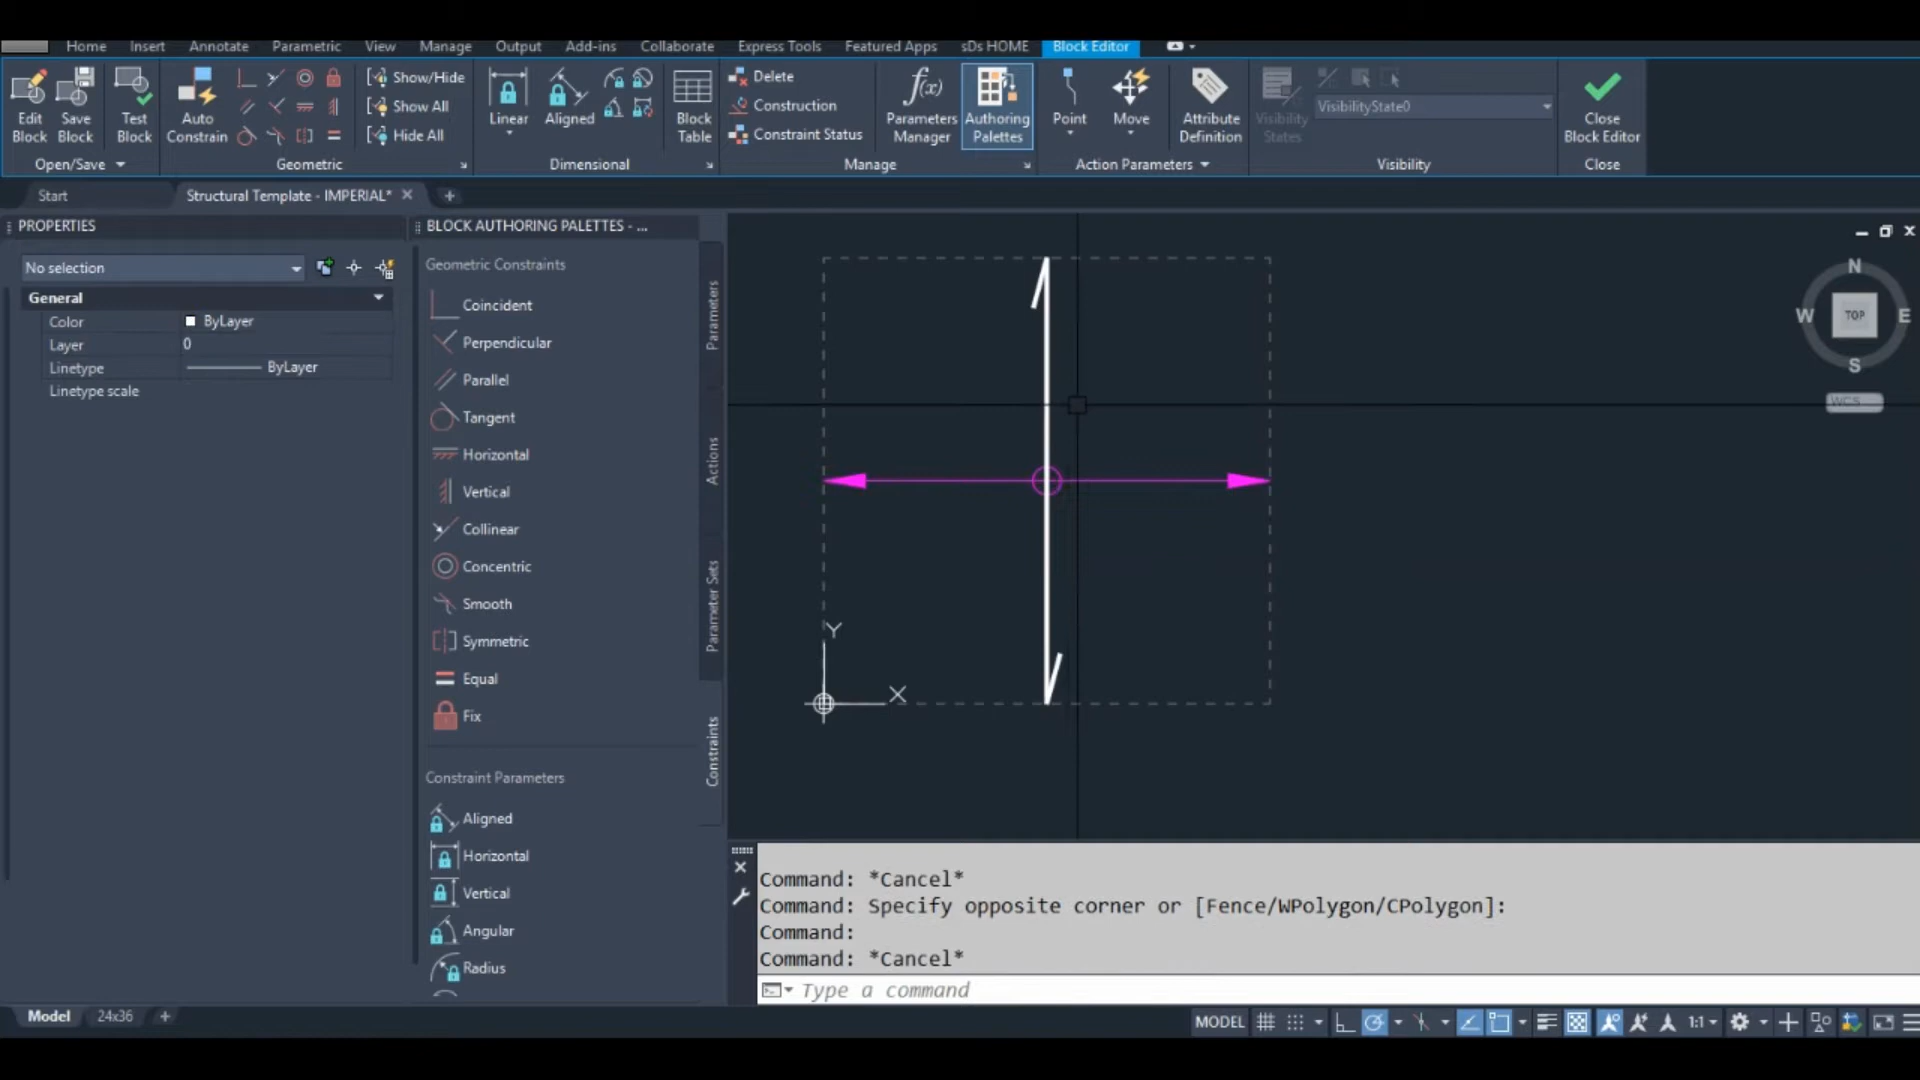 Home Insert Annotate Parametric View Manage Output Add-ins Collaborate Express Tools Featured Apps sDs HOME Block Editor
Edit Block
Save Block
Test Block
Auto Constrain
Show/Hide
Show All
Hide All
Linear
Aligned
Block Table
Delete
Construction
Constraint Status
Parameters Manager
Authoring Palettes
Point
Move
Attribute Definition
Visibility States
VisibilityState0
Close Block Editor
Open/Save Geometric Dimensional Manage Action Parameters Visibility Close
Start Structural Template - IMPERIAL*
PROPERTIES
No selection
General
Color ByLayer
Layer 0
Linetype ByLayer
Linetype scale
BLOCK AUTHORING PALETTES - ...
Geometric Constraints
Coincident
Perpendicular
Parallel
Tangent
Horizontal
Vertical
Collinear
Concentric
Smooth
Symmetric
Equal
Fix
Constraint Parameters
Aligned
Horizontal
Vertical
Angular
Radius
Parameters
Actions
Parameter Sets
Constraints
Y
X
N
W TOP E
S
WCS
Command: *Cancel*
Command: Specify opposite corner or [Fence/WPolygon/CPolygon]:
Command:
Command: *Cancel*
Type a command
Model 24x36 +
MODEL 1:1